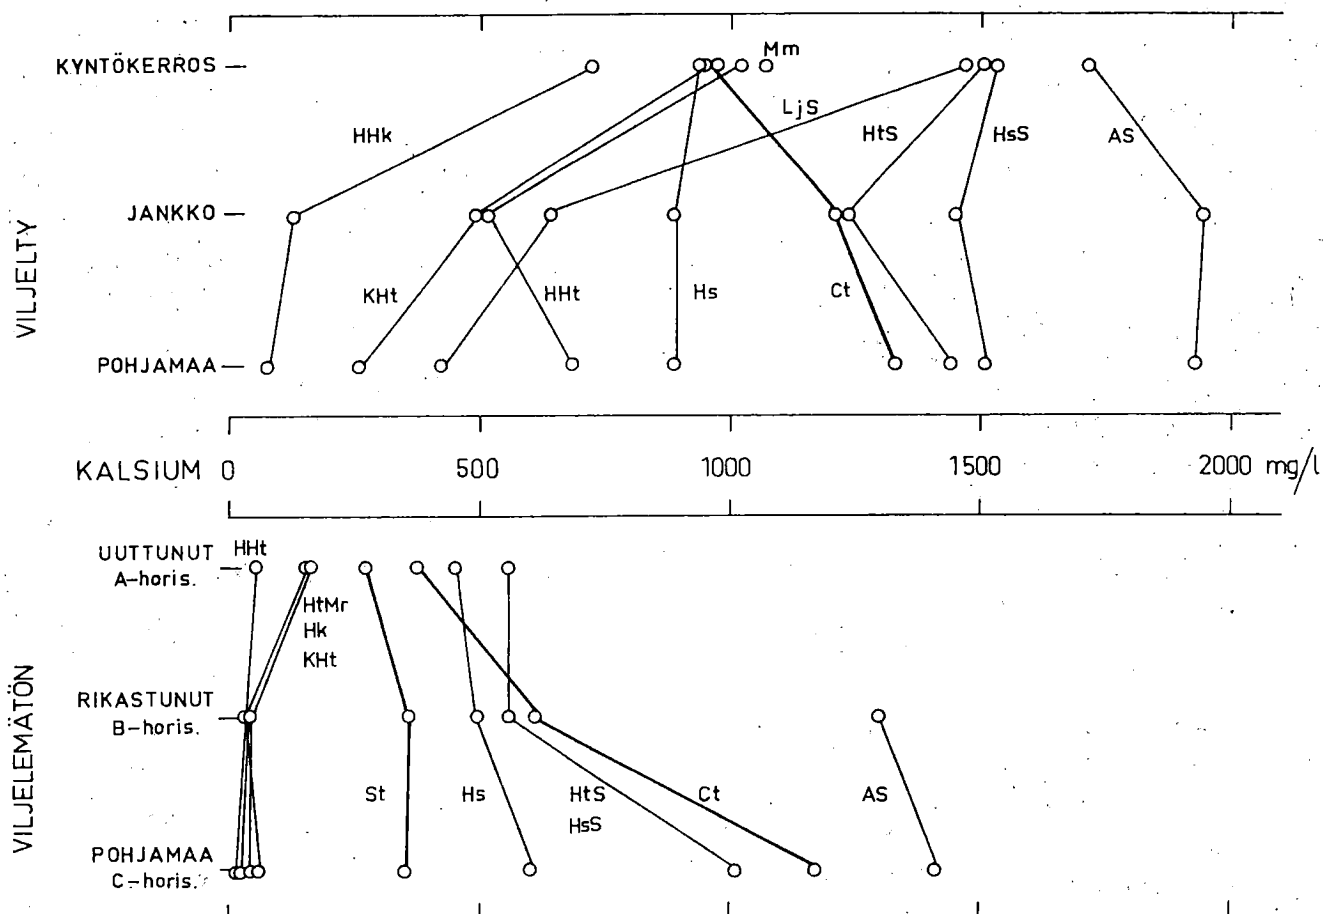 KYNTÖKERROS
Mm
LjS
HHk
HtS
HsS
AS
JANKKO
VILJELTY
KHt
HHt
Hs
Ct
POHJAMAA
KALSIUM 0 500 1000 1500 2000 mg/l
UUTTUNUT
A-horis.
HHt
HtMr
Hk
KHt
VILJELEMÄTÖN
RIKASTUNUT
B-horis.
St
Hs
HtS
HsS
Ct
AS
POHJAMAA
C-horis.